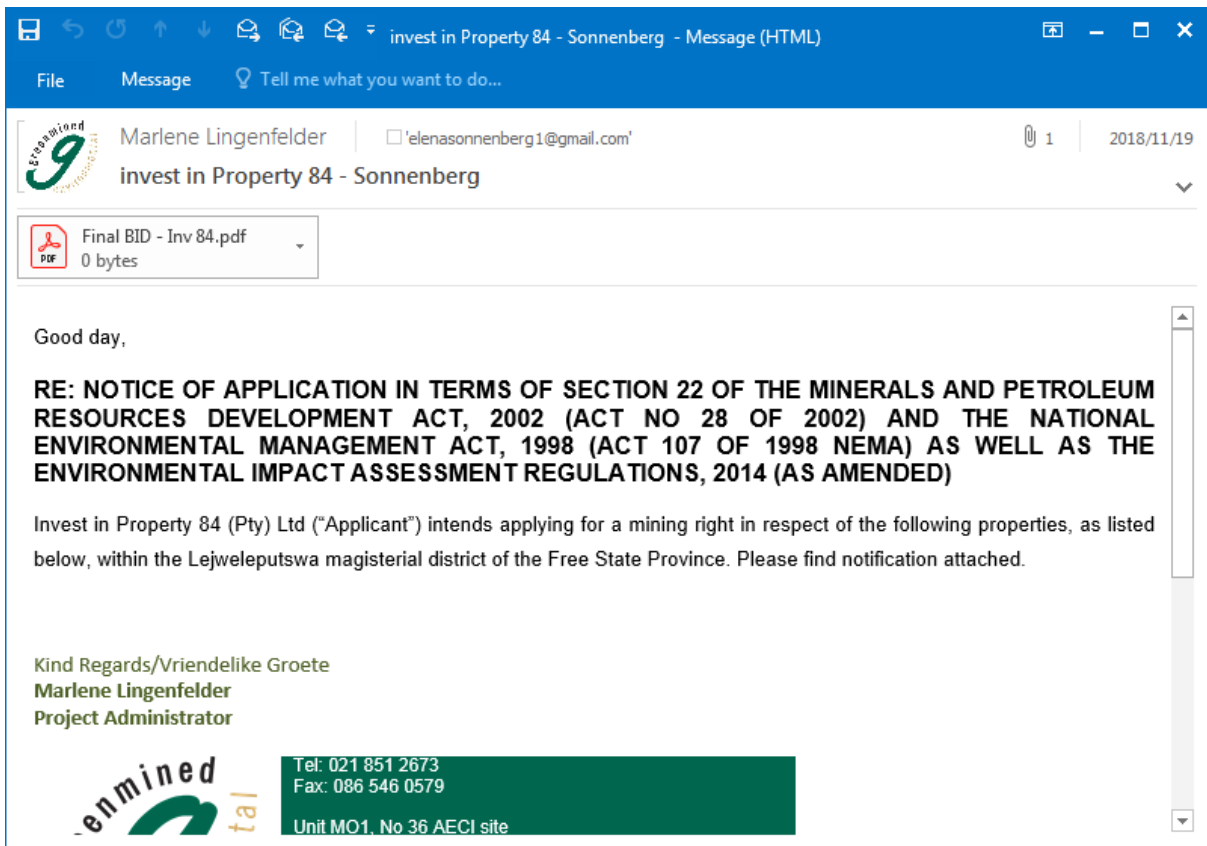 invest in Property 84 - Sonnenberg - Message (HTML)
File Message Tell me what you want to do...
Marlene Lingenfelder 'elenasonnenberg1@gmail.com' 1 2018/11/19
invest in Property 84 - Sonnenberg
greenmined
g
Final BID - Inv 84.pdf
PDF 0 bytes
Good day,
RE: NOTICE OF APPLICATION IN TERMS OF SECTION 22 OF THE MINERALS AND PETROLEUM
RESOURCES DEVELOPMENT ACT, 2002 (ACT NO 28 OF 2002) AND THE NATIONAL
ENVIRONMENTAL MANAGEMENT ACT, 1998 (ACT 107 OF 1998 NEMA) AS WELL AS THE
ENVIRONMENTAL IMPACT ASSESSMENT REGULATIONS, 2014 (AS AMENDED)
Invest in Property 84 (Pty) Ltd (“Applicant”) intends applying for a mining right in respect of the following properties, as listed
below, within the Lejweleputswa magisterial district of the Free State Province. Please find notification attached.
Kind Regards/Vriendelike Groete
Marlene Lingenfelder
Project Administrator
enmined
tal
Tel: 021 851 2673
Fax: 086 546 0579
Unit MO1, No 36 AECI site